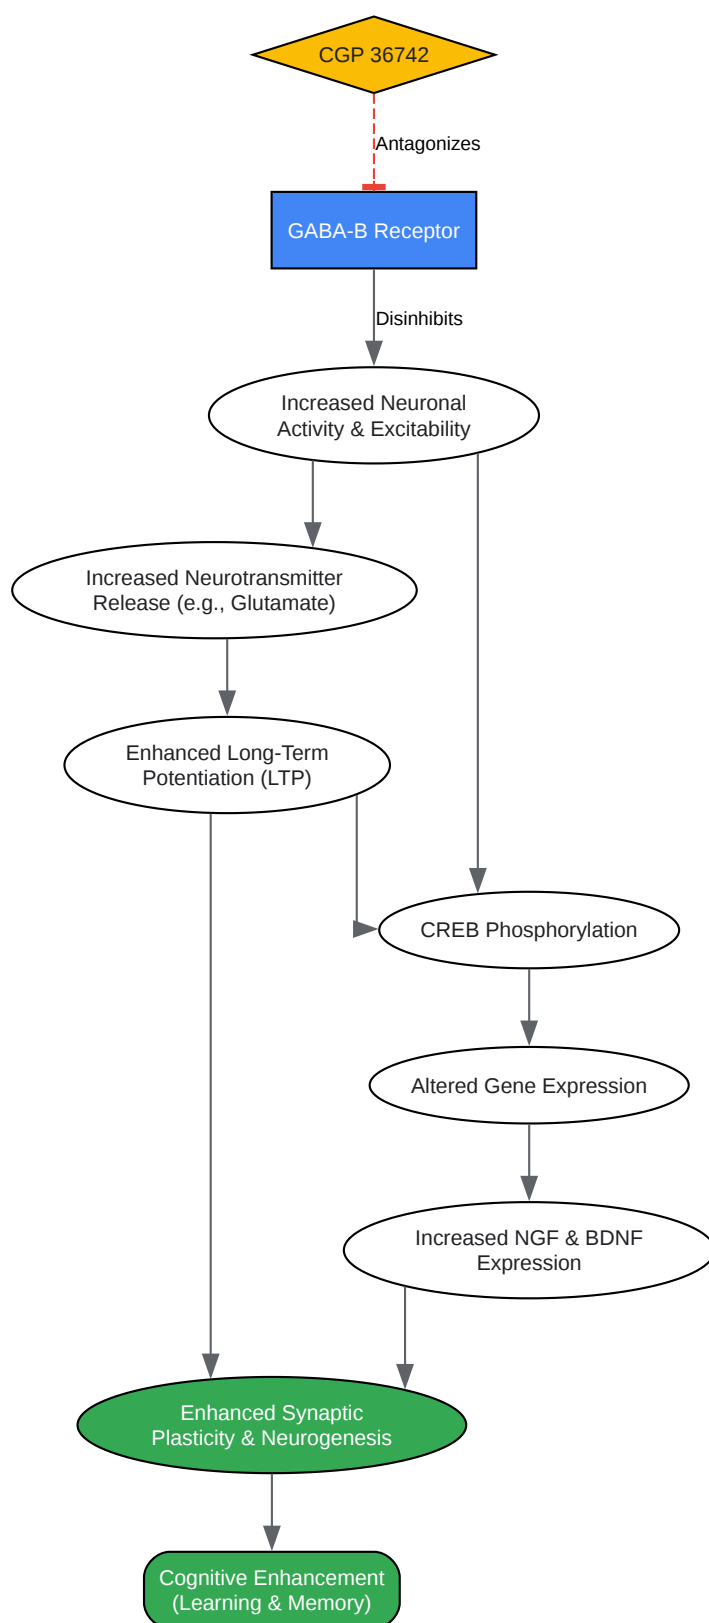 CGP 36742
Antagonizes
GABA-B Receptor
Disinhibits
Increased Neuronal
Activity & Excitability
Increased Neurotransmitter
Release (e.g., Glutamate)
Enhanced Long-Term
Potentiation (LTP)
CREB Phosphorylation
Altered Gene Expression
Increased NGF & BDNF
Expression
Enhanced Synaptic
Plasticity & Neurogenesis
Cognitive Enhancement
(Learning & Memory)